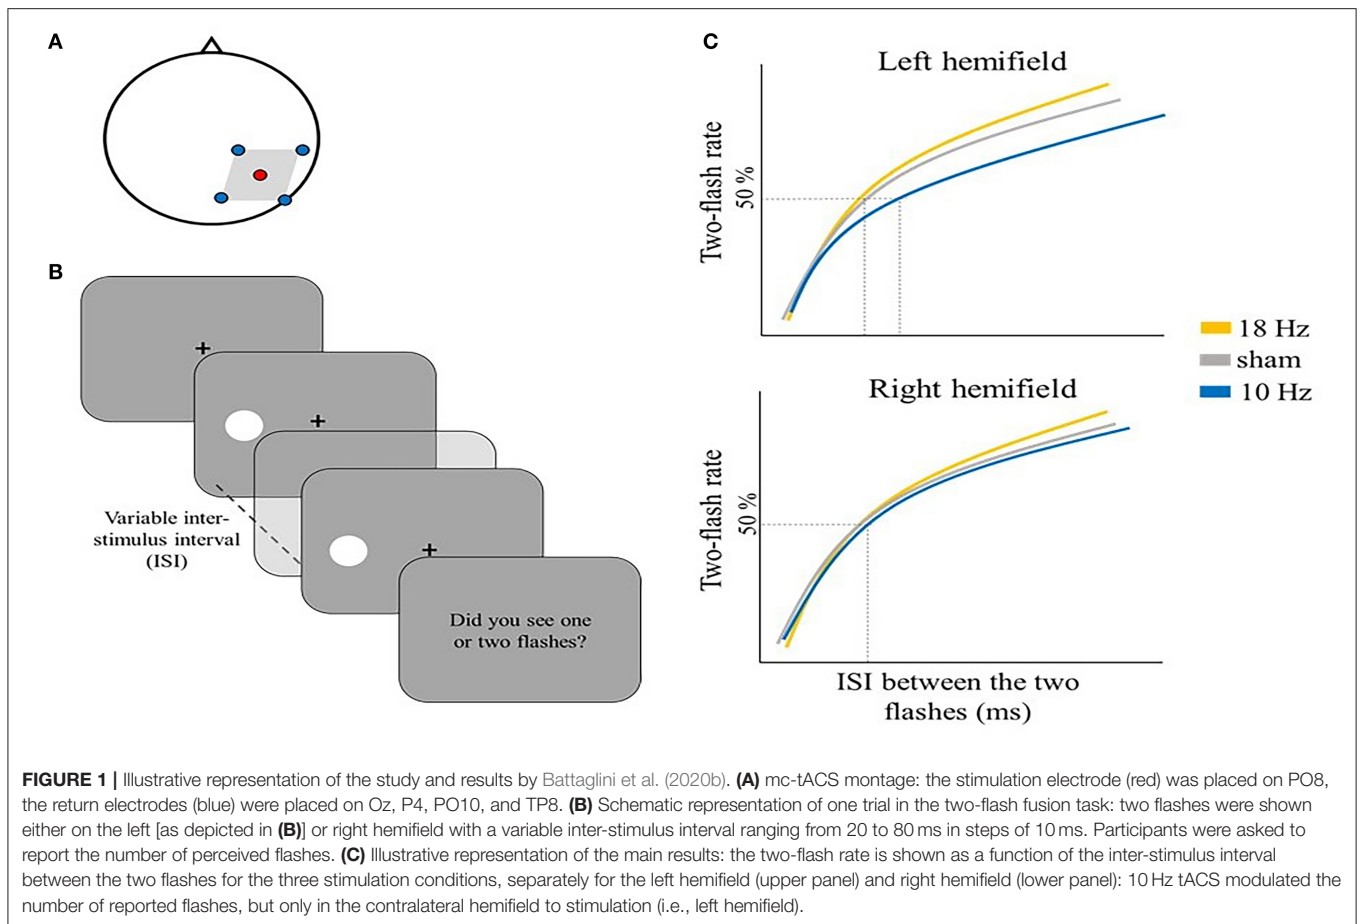 A
B
+
+
+
Variable inter-
stimulus interval
(ISI)
Did you see one
or two flashes?
C
Left hemifield
Two-flash rate
50 %
18 Hz
sham
10 Hz
Right hemifield
Two-flash rate
50 %
ISI between the two
flashes (ms)
FIGURE 1 | Illustrative representation of the study and results by Battaglini et al. (2020b). (A) mc-tACS montage: the stimulation electrode (red) was placed on PO8,
the return electrodes (blue) were placed on Oz, P4, PO10, and TP8. (B) Schematic representation of one trial in the two-flash fusion task: two flashes were shown
either on the left [as depicted in (B)] or right hemifield with a variable inter-stimulus interval ranging from 20 to 80 ms in steps of 10 ms. Participants were asked to
report the number of perceived flashes. (C) Illustrative representation of the main results: the two-flash rate is shown as a function of the inter-stimulus interval
between the two flashes for the three stimulation conditions, separately for the left hemifield (upper panel) and right hemifield (lower panel): 10 Hz tACS modulated the
number of reported flashes, but only in the contralateral hemifield to stimulation (i.e., left hemifield).